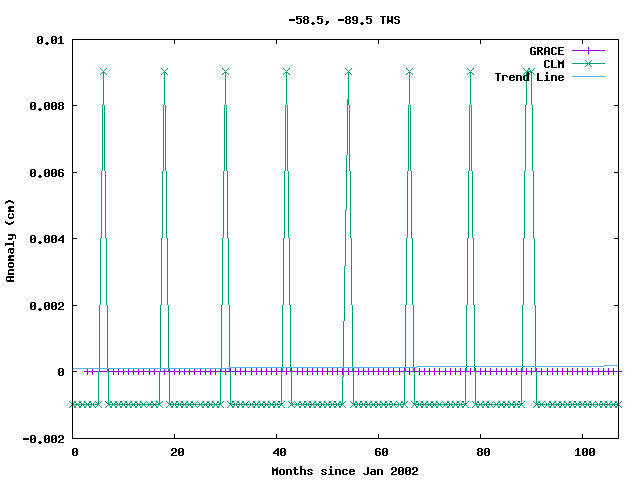 -58.5, -89.5 TWS
0.01
GRACE
CLM
Trend Line
0.008
0.006
0.004
0.002
0
-0.002
Anomaly (cm)
0 20 40 60 80 100
Months since Jan 2002